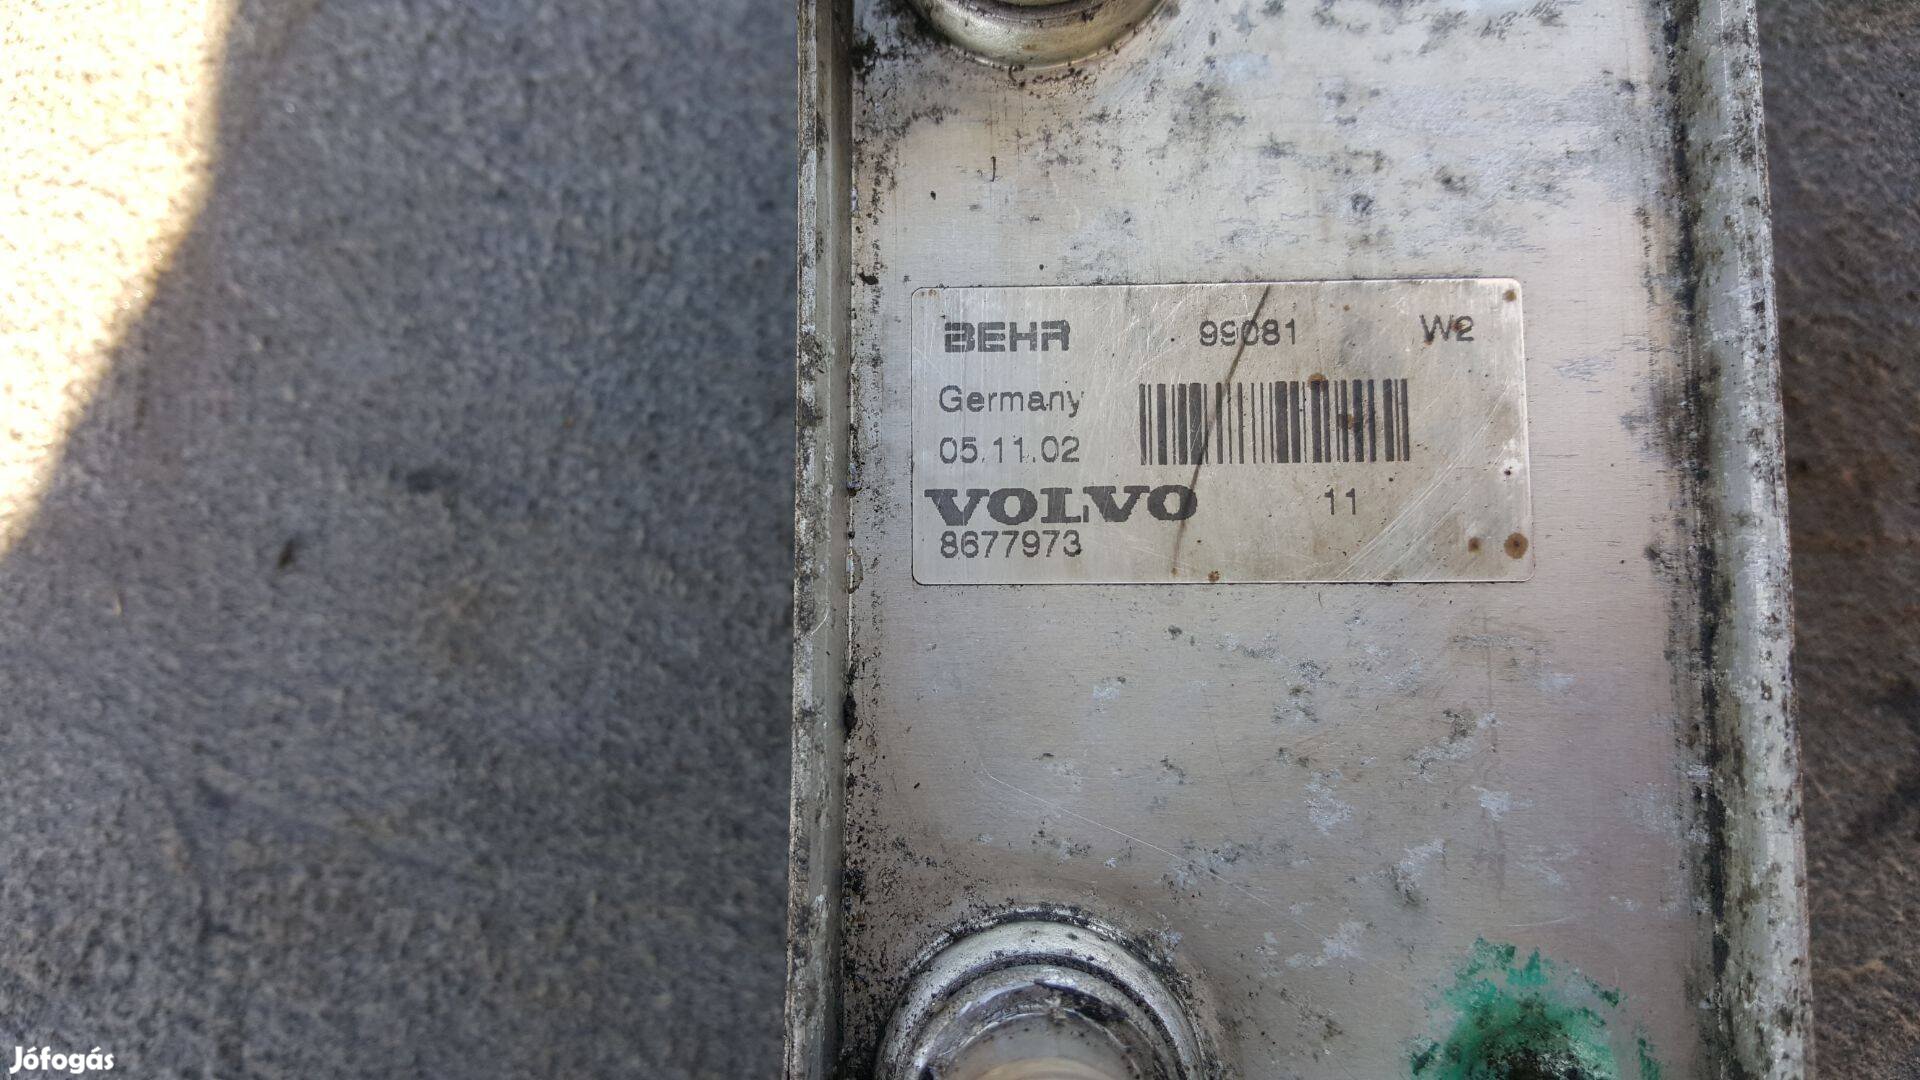 BEHR 99081 W2
Germany
05.11.02
VOLVO 11
8677973
Jófogás